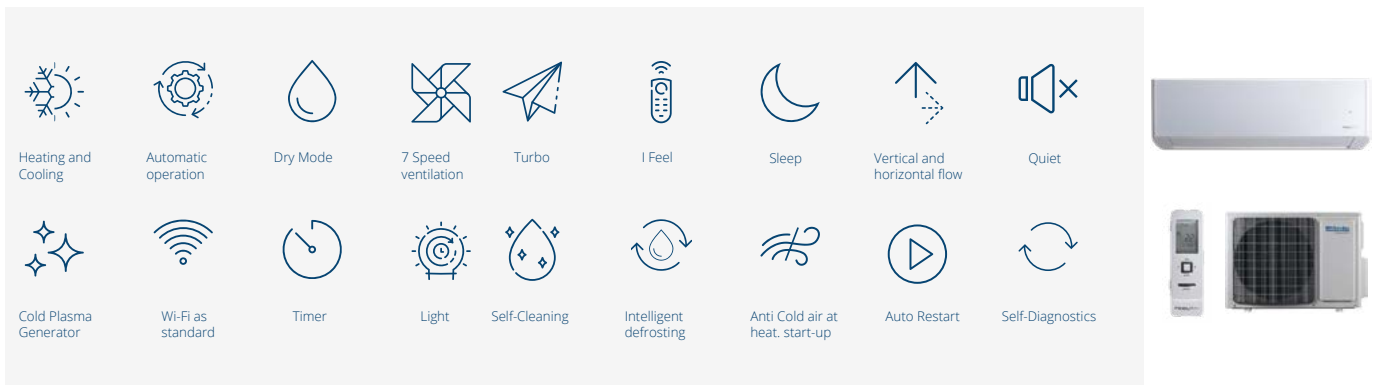 Heating and
Cooling
Automatic
operation
Dry Mode
7 Speed
ventilation
Turbo
I Feel
Sleep
Vertical and
horizontal flow
Quiet
Cold Plasma
Generator
Wi-Fi as
standard
Timer
Light
Self-Cleaning
Intelligent
defrosting
Anti Cold air at
heat. start-up
Auto Restart
Self-Diagnostics